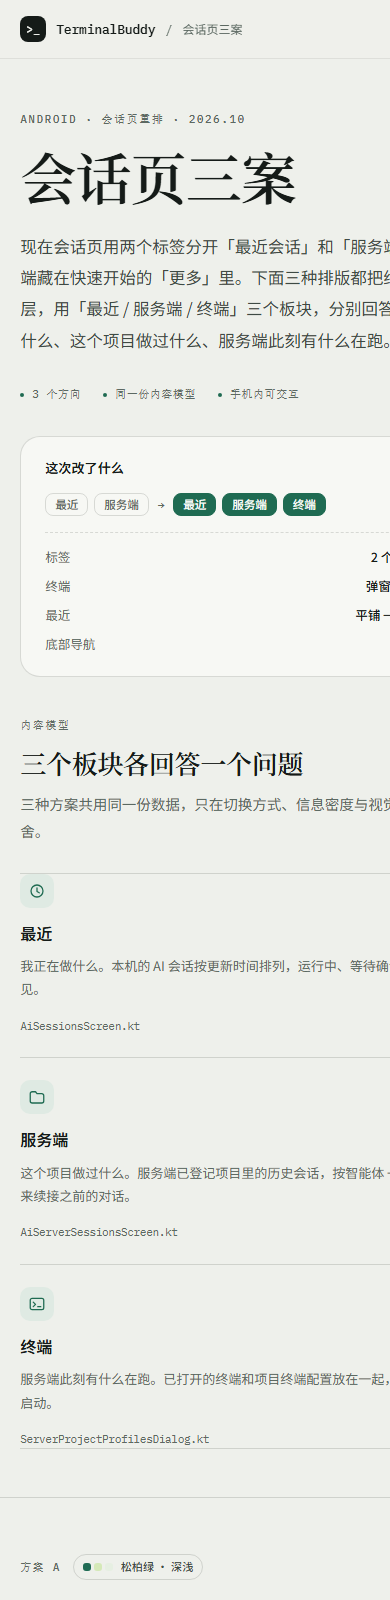 >_ TerminalBuddy / 会话页三案
ANDROID · 会话页重排 · 2026.10
会话页三案
现在会话页用两个标签分开「最近会话」和「服务
端藏在快速开始的「更多」里。下面三种排版都把
层，用「最近 / 服务端 / 终端」三个板块，分别回答
什么、这个项目做过什么、服务端此刻有什么在跑。
3 个方向 同一份内容模型 手机内可交互
这次改了什么
最近 服务端 → 最近 服务端 终端
标签 2 个
终端 弹窗
最近 平铺
底部导航
内容模型
三个板块各回答一个问题
三种方案共用同一份数据，只在切换方式、信息密度与视
舍。
最近
我正在做什么。本机的 AI 会话按更新时间排列，运行中、等待确
见。
AiSessionsScreen.kt
服务端
这个项目做过什么。服务端已登记项目里的历史会话，按智能体
来续接之前的对话。
AiServerSessionsScreen.kt
终端
服务端此刻有什么在跑。已打开的终端和项目终端配置放在一起，
启动。
ServerProjectProfilesDialog.kt
方案 A 松柏绿 · 深浅